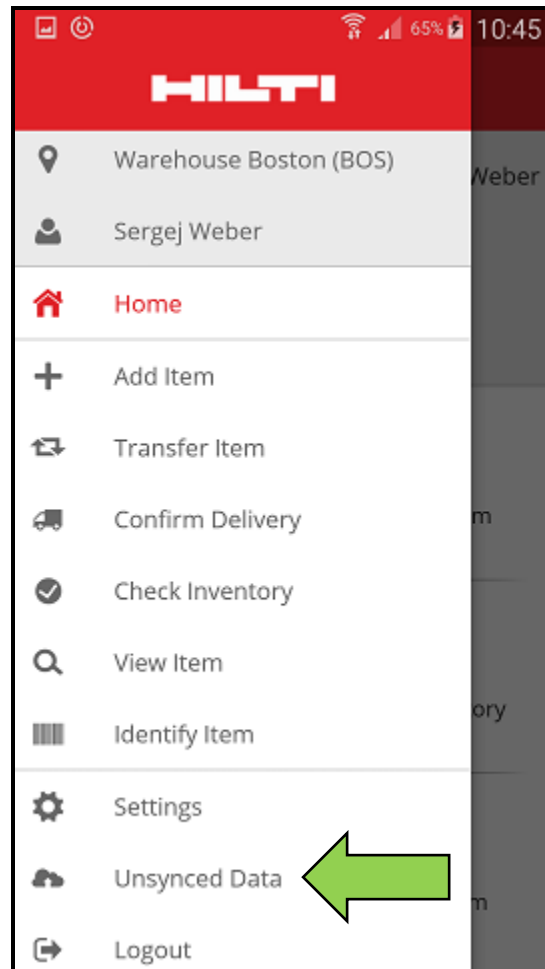 65% 10:45
HILTI
Warehouse Boston (BOS)
Weber
Sergej Weber
Home
Add Item
Transfer Item
Confirm Delivery
m
Check Inventory
View Item
ory
Identify Item
Settings
Unsynced Data
m
Logout